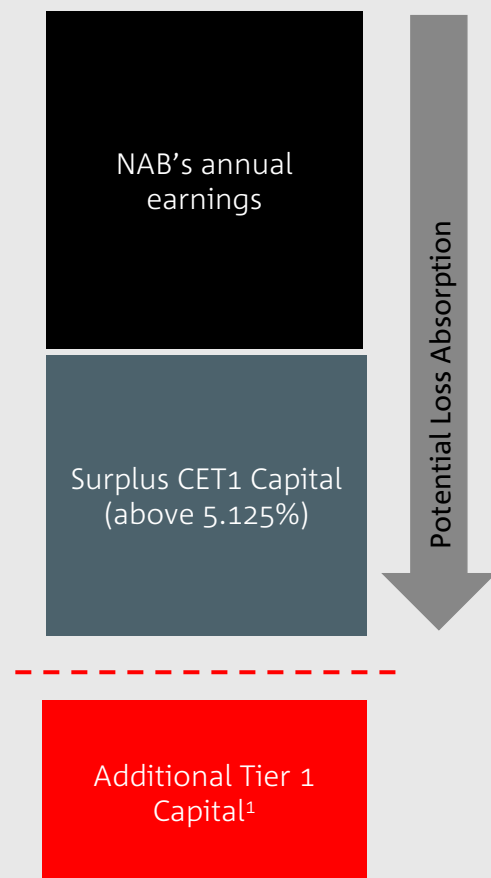 NAB’s annual
earnings
Potential Loss Absorption
Surplus CET1 Capital
(above 5.125%)
Additional Tier 1
Capital¹